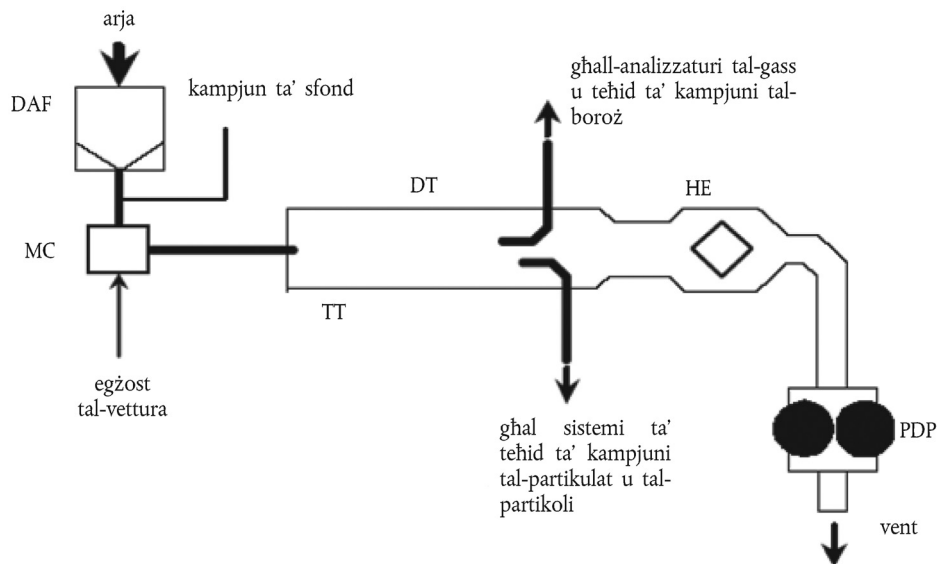 arja
DAF
kampjun ta' sfond
għall-analizzaturi tal-gass
u teħid ta' kampjuni tal-
boroż
DT
HE
MC
TT
egżost
tal-vettura
għal sistemi ta'
teħid ta' kampjuni
tal-partikulat u tal-
partikoli
PDP
vent